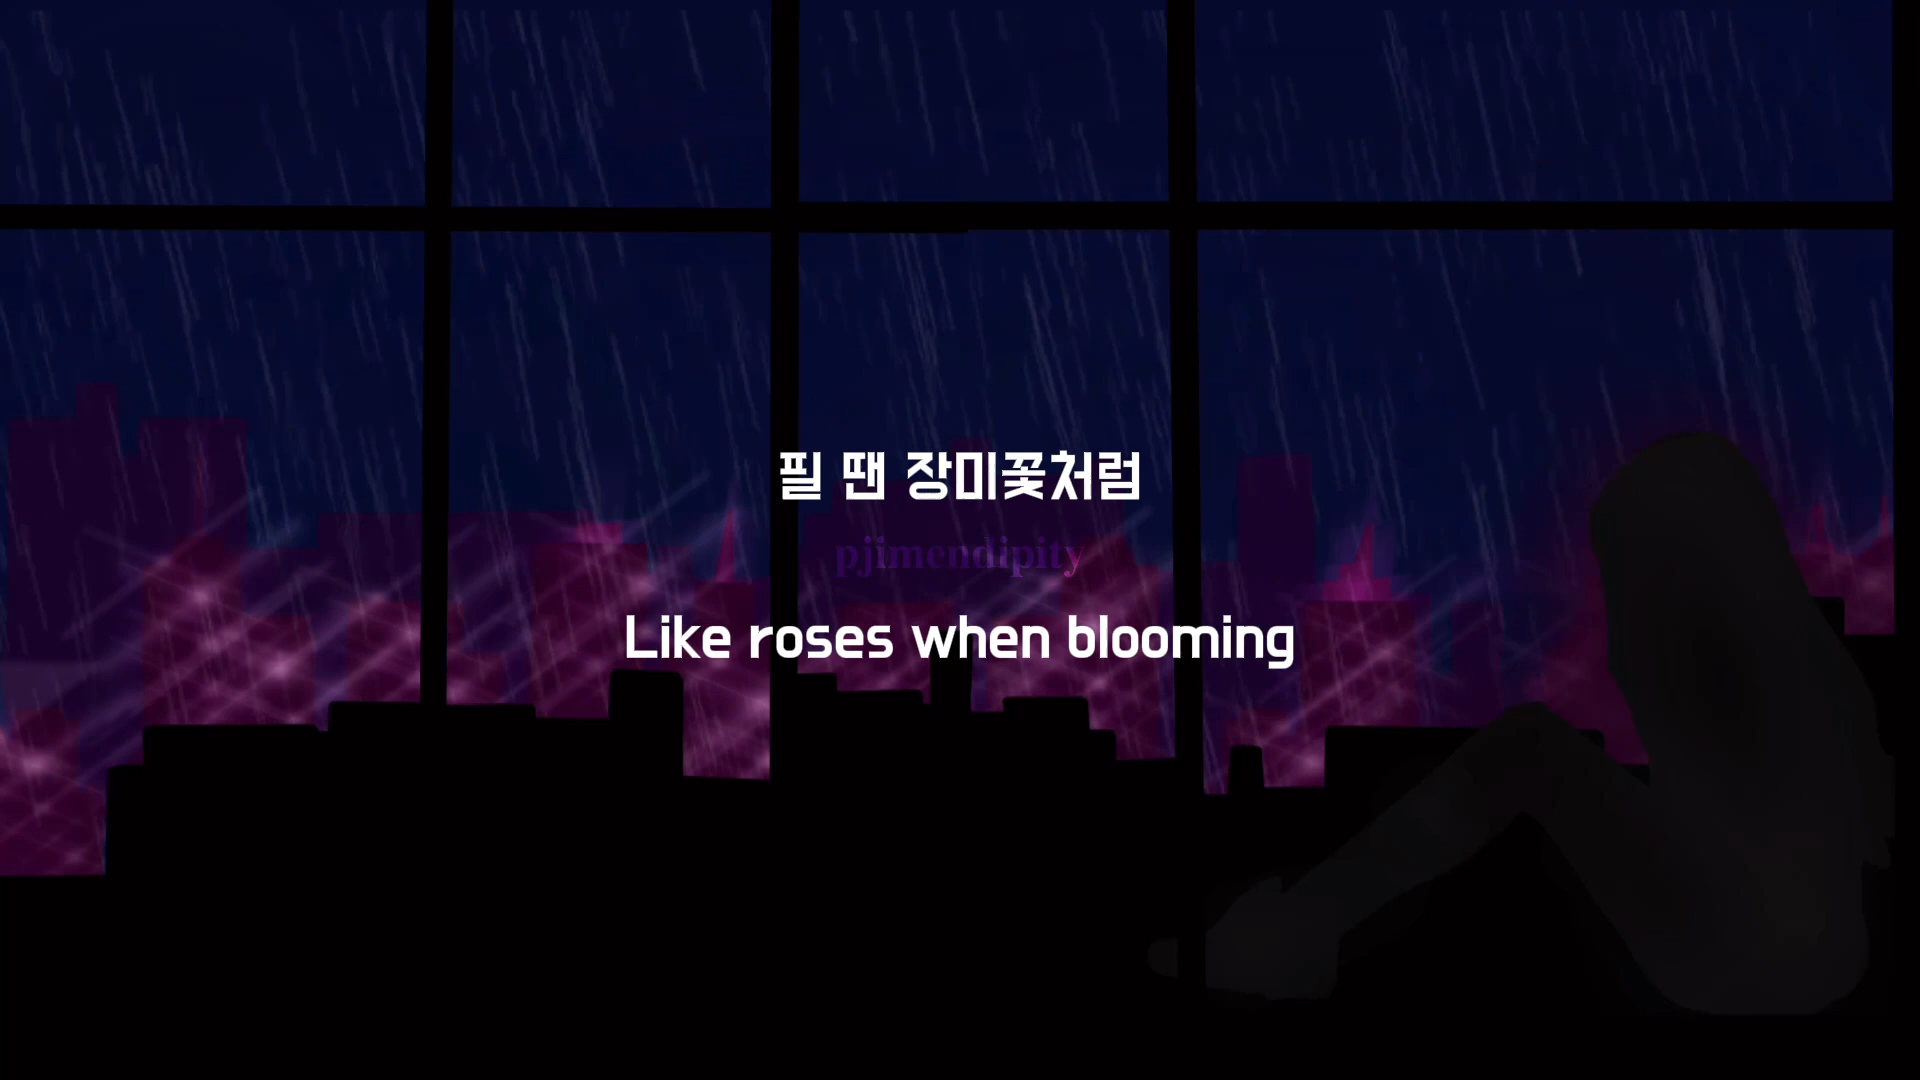 필 땐 장미꽃처럼
pjimendipity
Like roses when blooming